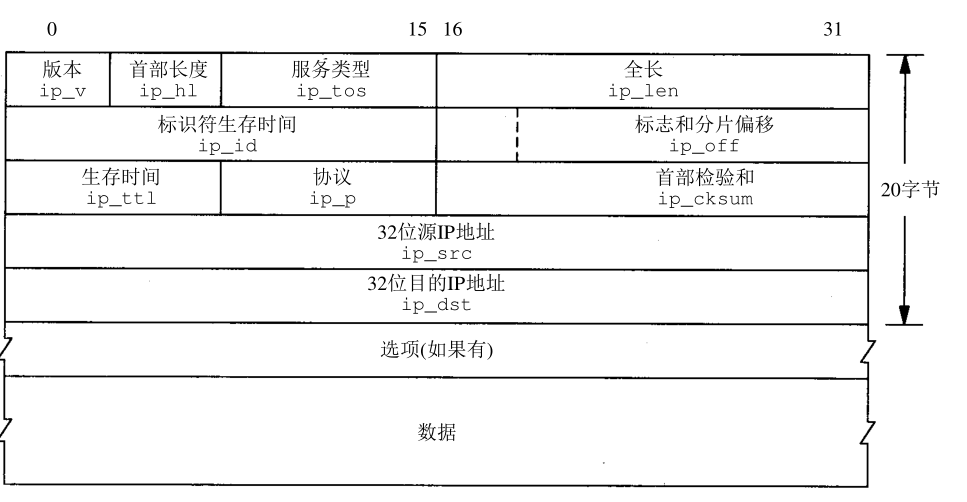 0 15 16 31
版本 首部长度 服务类型 全长
ip_v ip_hl ip_tos ip_len
标识符生存时间 标志和分片偏移
ip_id ip_off
生存时间 协议 首部检验和
ip_ttl ip_p ip_cksum
20字节
32位源IP地址
ip_src
32位目的IP地址
ip_dst
选项(如果有)
数据